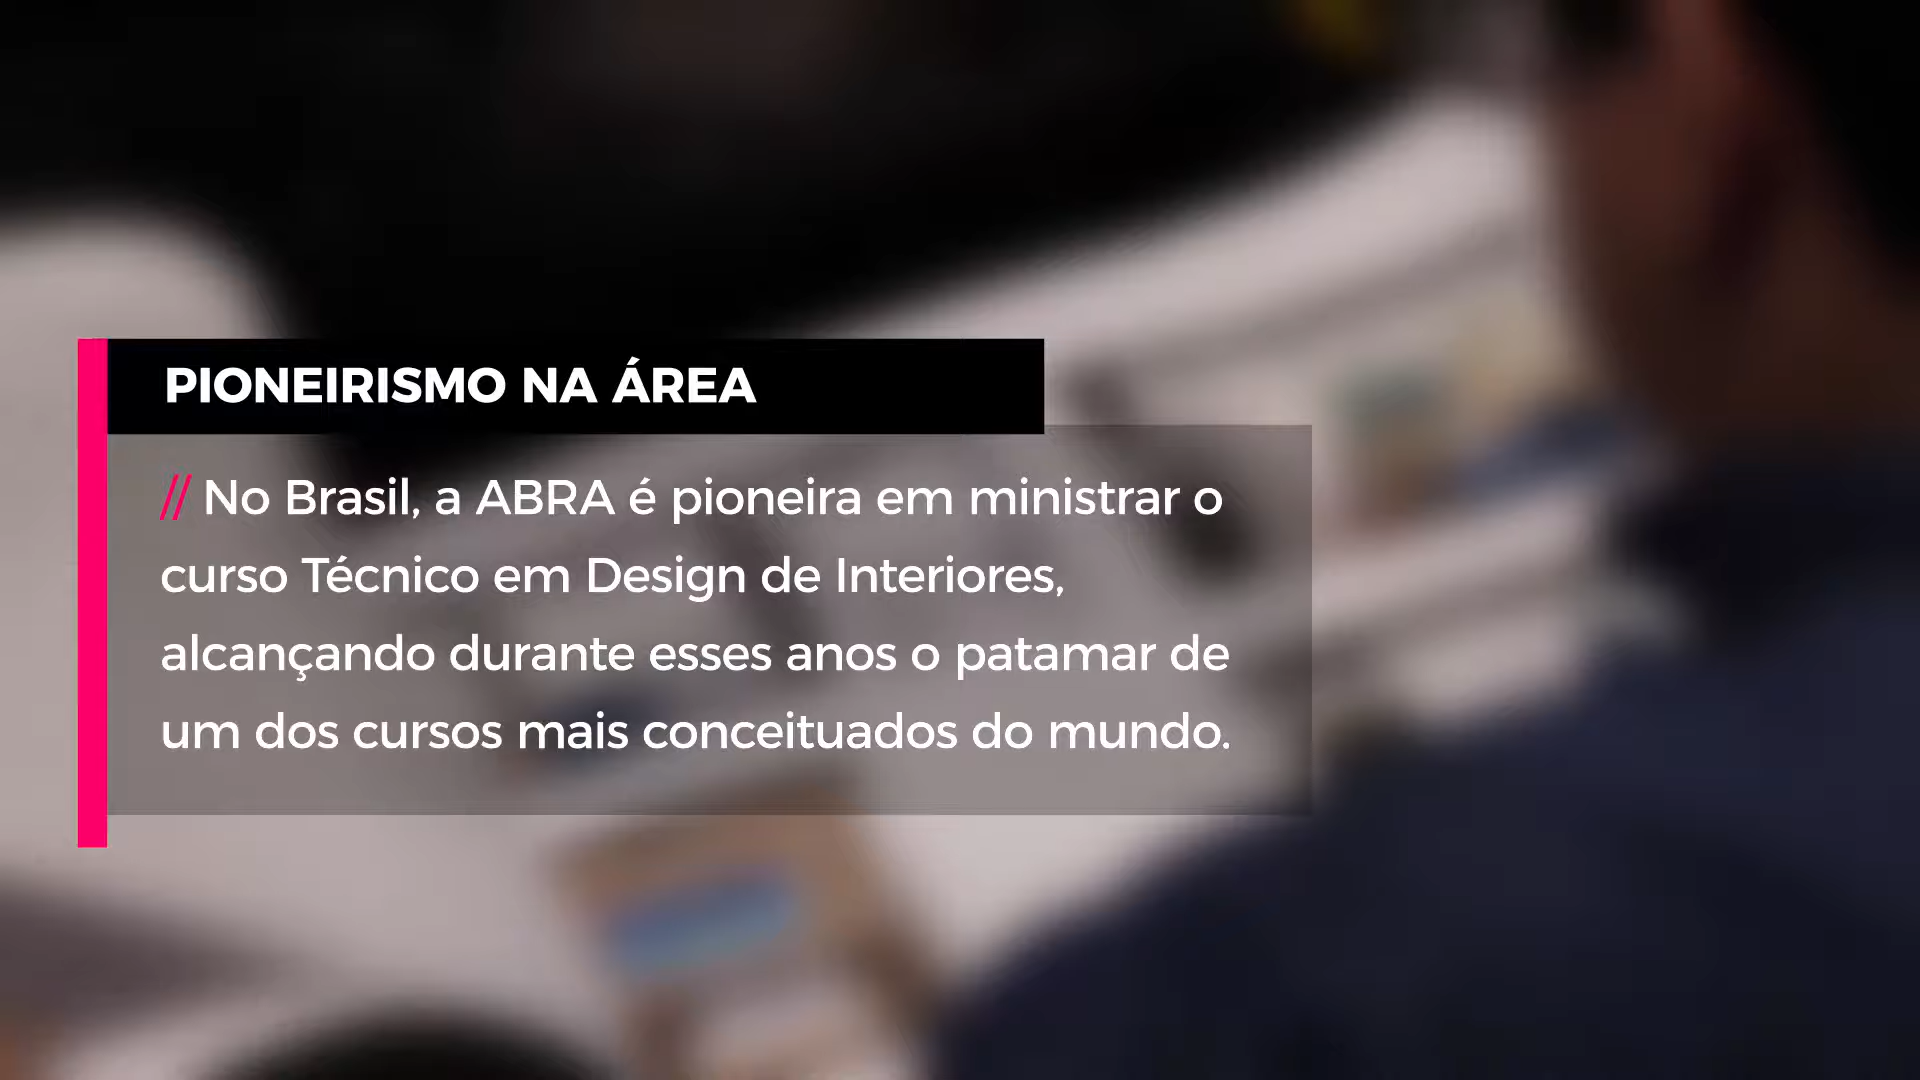 PIONEIRISMO NA ÁREA
// No Brasil, a ABRA é pioneira em ministrar o
curso Técnico em Design de Interiores,
alcançando durante esses anos o patamar de
um dos cursos mais conceituados do mundo.